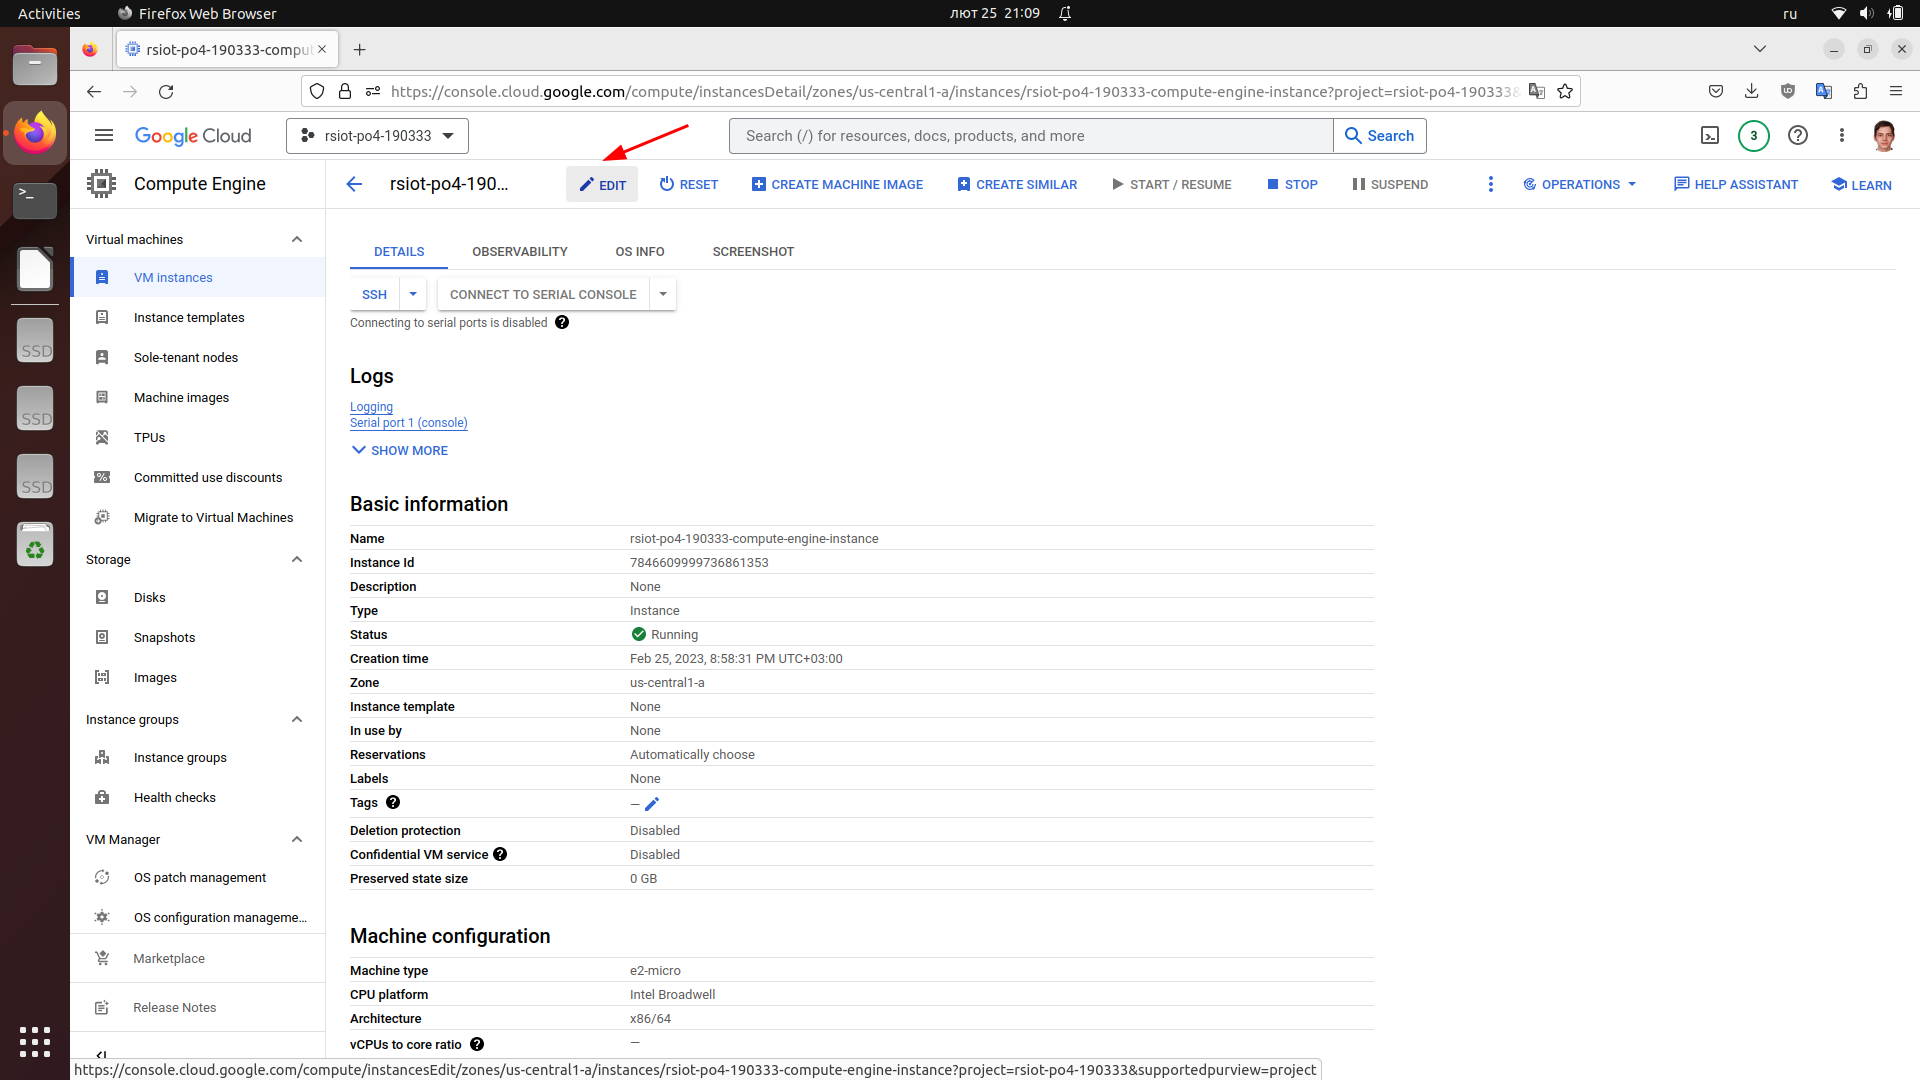 Activities
Firefox Web Browser
лют 25 21:09
ru
rsiot-po4-190333-comput
https://console.cloud.google.com/compute/instancesDetail/zones/us-central1-a/instances/rsiot-po4-190333-compute-engine-instance?project=rsiot-po4-190333&
Google Cloud
rsiot-po4-190333
Search (/) for resources, docs, products, and more
Search
3
Compute Engine
rsiot-po4-190...
EDIT
RESET
CREATE MACHINE IMAGE
CREATE SIMILAR
START / RESUME
STOP
SUSPEND
OPERATIONS
HELP ASSISTANT
LEARN
Virtual machines
VM instances
Instance templates
Sole-tenant nodes
Machine images
TPUs
Committed use discounts
Migrate to Virtual Machines
Storage
Disks
Snapshots
Images
Instance groups
Instance groups
Health checks
VM Manager
OS patch management
OS configuration manageme...
Marketplace
Release Notes
DETAILS
OBSERVABILITY
OS INFO
SCREENSHOT
SSH
CONNECT TO SERIAL CONSOLE
Connecting to serial ports is disabled
Logs
Logging
Serial port 1 (console)
SHOW MORE
Basic information
Name rsiot-po4-190333-compute-engine-instance
Instance Id 7846609999736861353
Description None
Type Instance
Status Running
Creation time Feb 25, 2023, 8:58:31 PM UTC+03:00
Zone us-central1-a
Instance template None
In use by None
Reservations Automatically choose
Labels None
Tags —
Deletion protection Disabled
Confidential VM service Disabled
Preserved state size 0 GB
Machine configuration
Machine type e2-micro
CPU platform Intel Broadwell
Architecture x86/64
vCPUs to core ratio —
SSD
SSD
SSD
https://console.cloud.google.com/compute/instancesEdit/zones/us-central1-a/instances/rsiot-po4-190333-compute-engine-instance?project=rsiot-po4-190333&supportedpurview=project